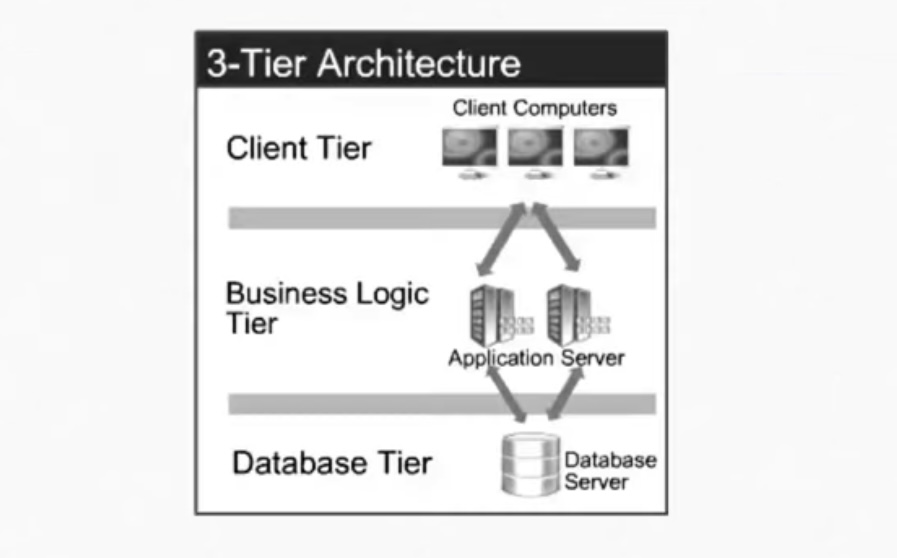 3-Tier Architecture
Client Computers
Client Tier
Business Logic
Tier
Application Server
Database Tier
Database
Server